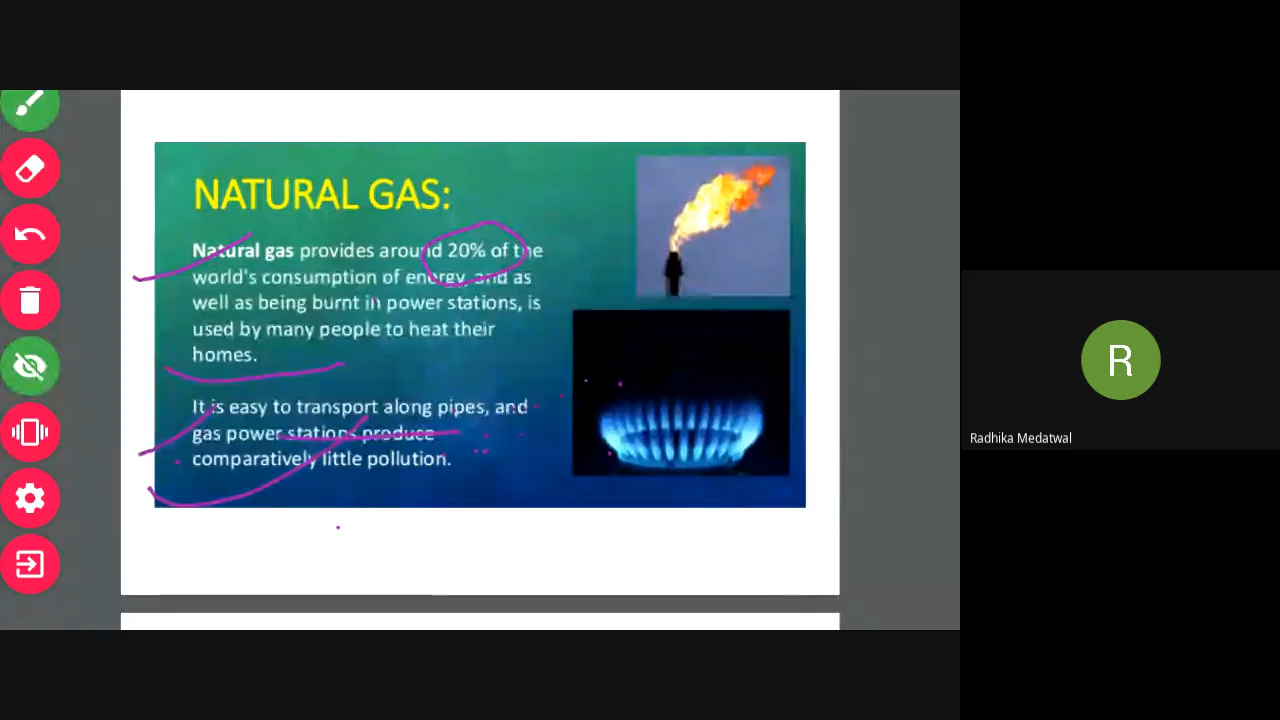 NATURAL GAS:
Natural gas provides around 20% of the
world's consumption of energy, and as
well as being burnt in power stations, is
used by many people to heat their
homes.
It is easy to transport along pipes, and
gas power stations produce
comparatively little pollution.
R
Radhika Medatwal